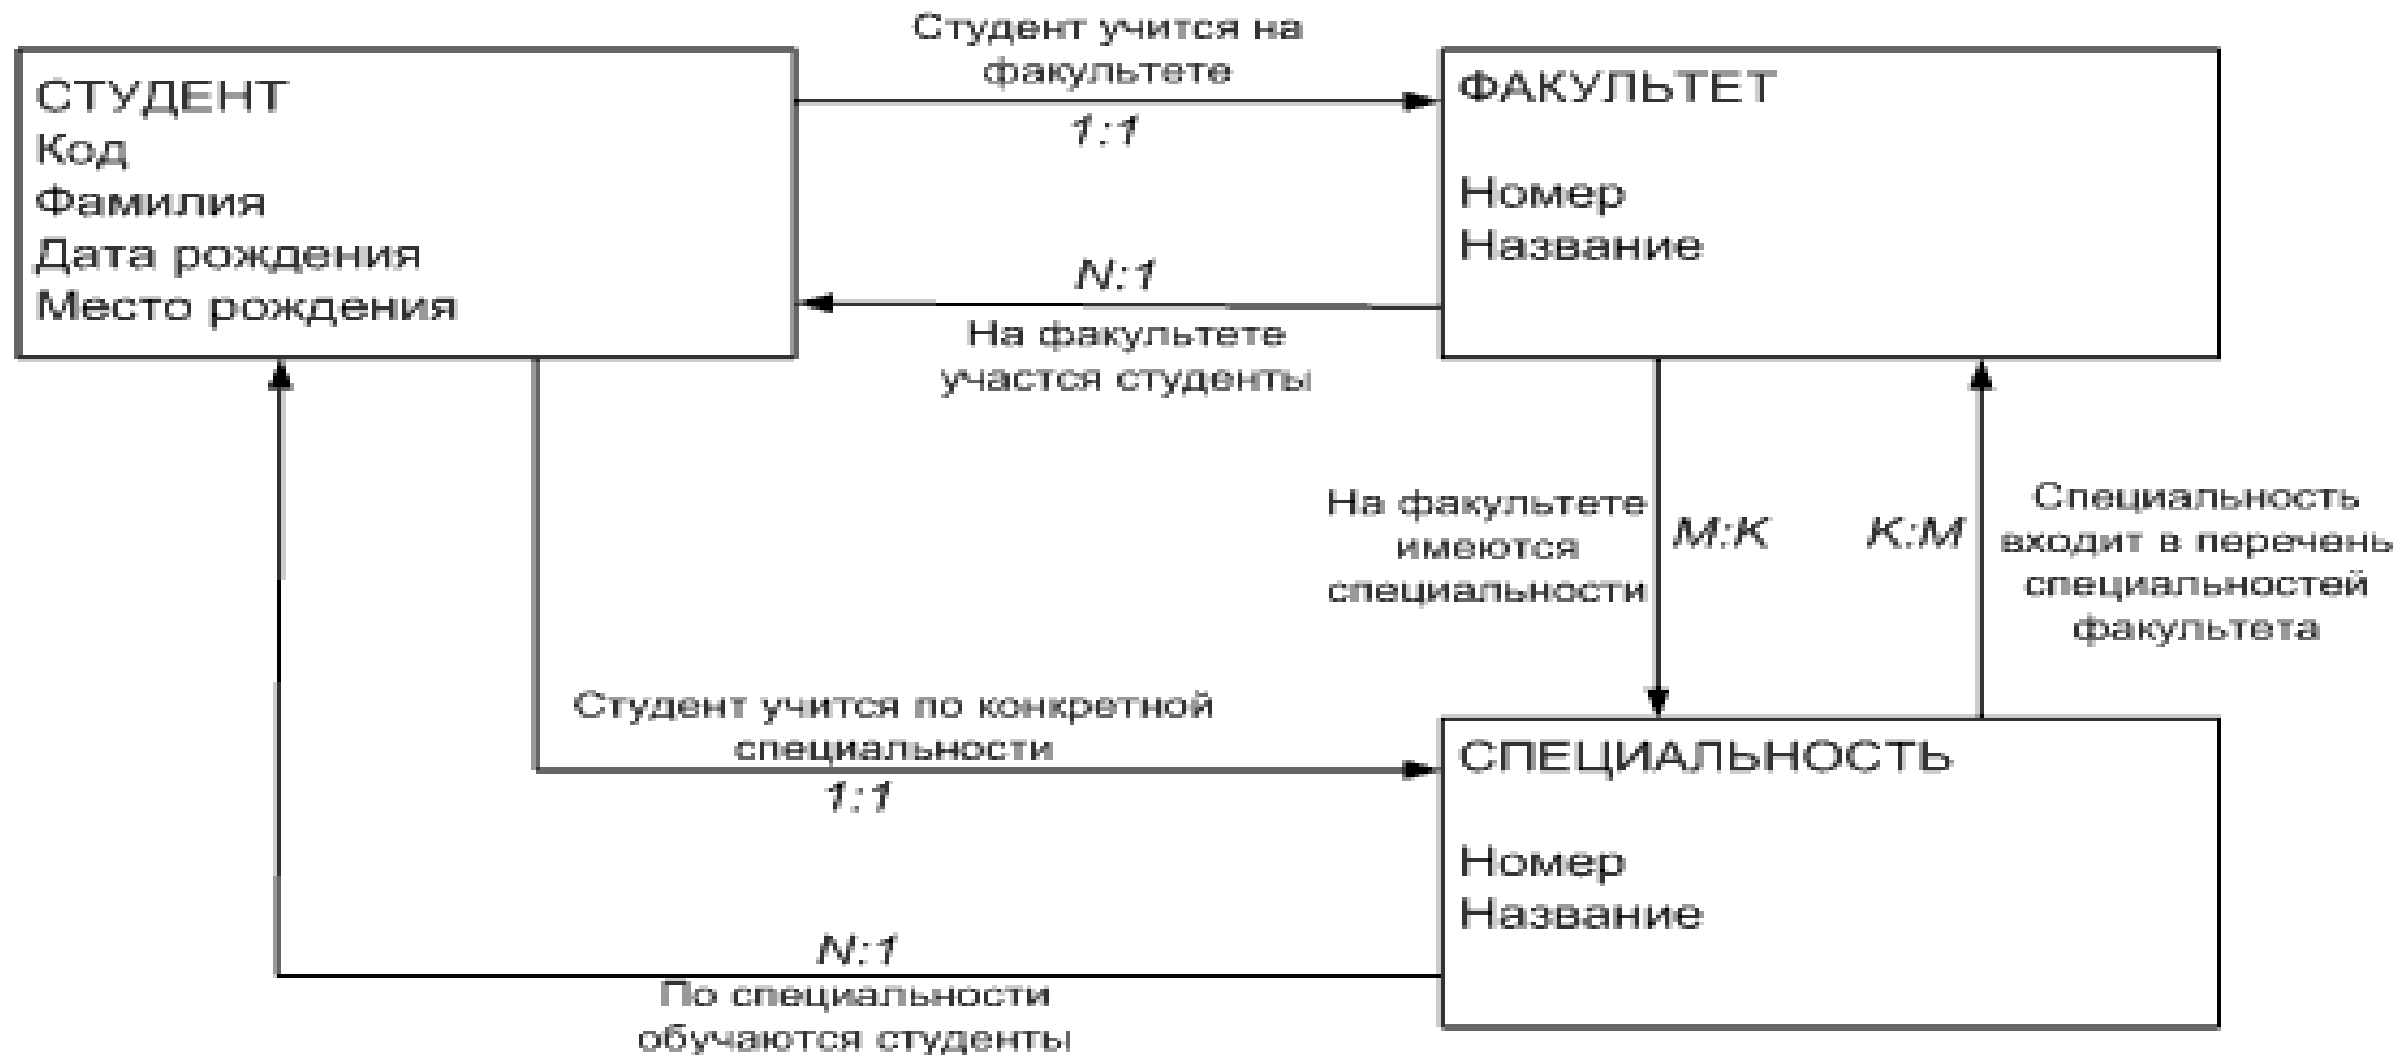 Студент учится на
факультете
1:1
СТУДЕНТ
Код
Фамилия
Дата рождения
Место рождения
ФАКУЛЬТЕТ
Номер
Название
N:1
На факультете
участся студенты
На факультете
имеются
специальности
M:K
K:M
Специальность
входит в перечень
специальностей
факультета
Студент учится по конкретной
специальности
1:1
СПЕЦИАЛЬНОСТЬ
Номер
Название
N:1
По специальности
обучаются студенты